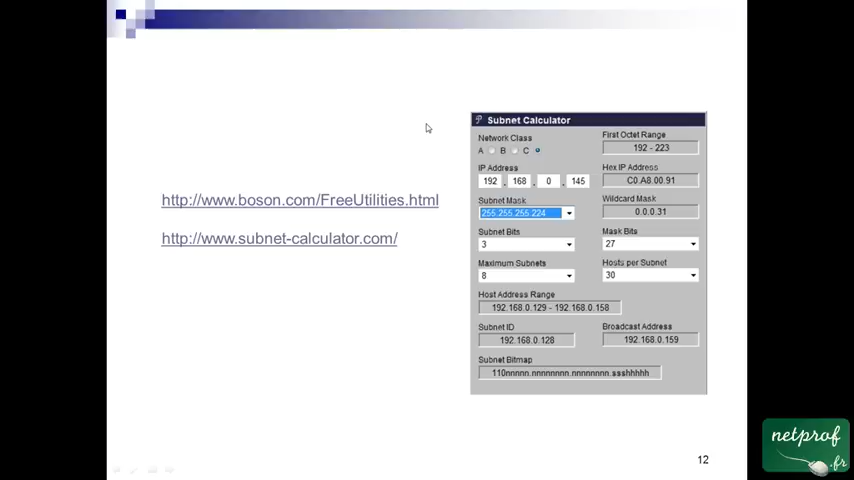 http://www.boson.com/FreeUtilities.html
http://www.subnet-calculator.com/
Subnet Calculator
Network Class
A B C
First Octet Range
192 - 223
IP Address
192 . 168 . 0 . 145
Hex IP Address
C0.A8.00.91
Subnet Mask
255.255.255.224
Wildcard Mask
0.0.0.31
Subnet Bits
3
Mask Bits
27
Maximum Subnets
8
Hosts per Subnet
30
Host Address Range
192.168.0.129 - 192.168.0.158
Subnet ID
192.168.0.128
Broadcast Address
192.168.0.159
Subnet Bitmap
110nnnnn.nnnnnnnn.nnnnnnnn.ssshhhhh
12
netprof
.fr